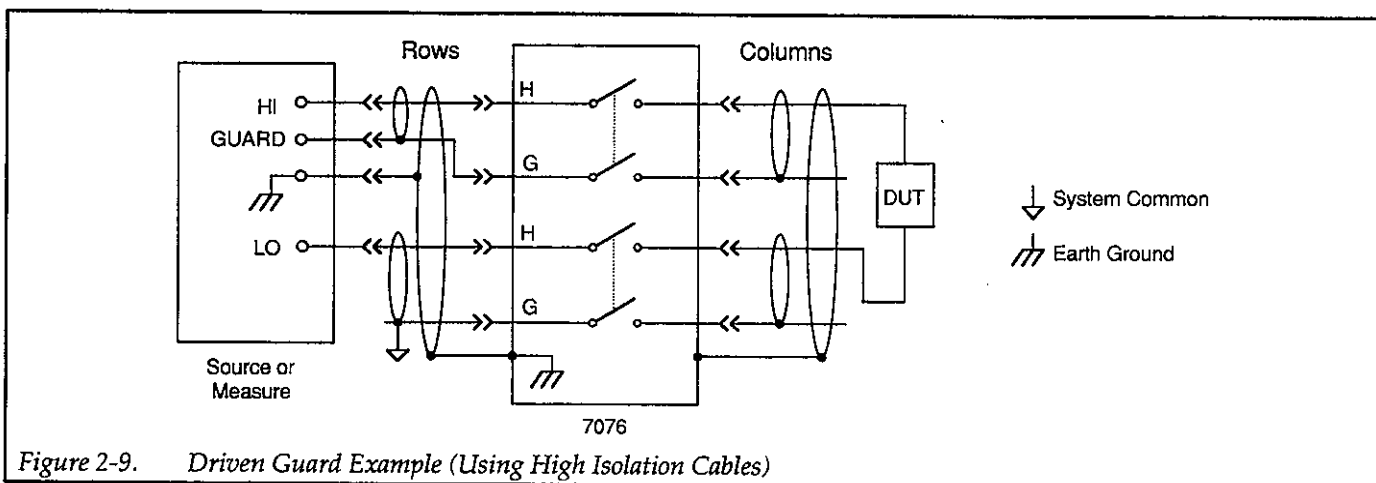 Rows
Columns
HI
GUARD
LO
Source or
Measure
H
G
H
G
7076
DUT
System Common
Earth Ground
Figure 2-9. Driven Guard Example (Using High Isolation Cables)